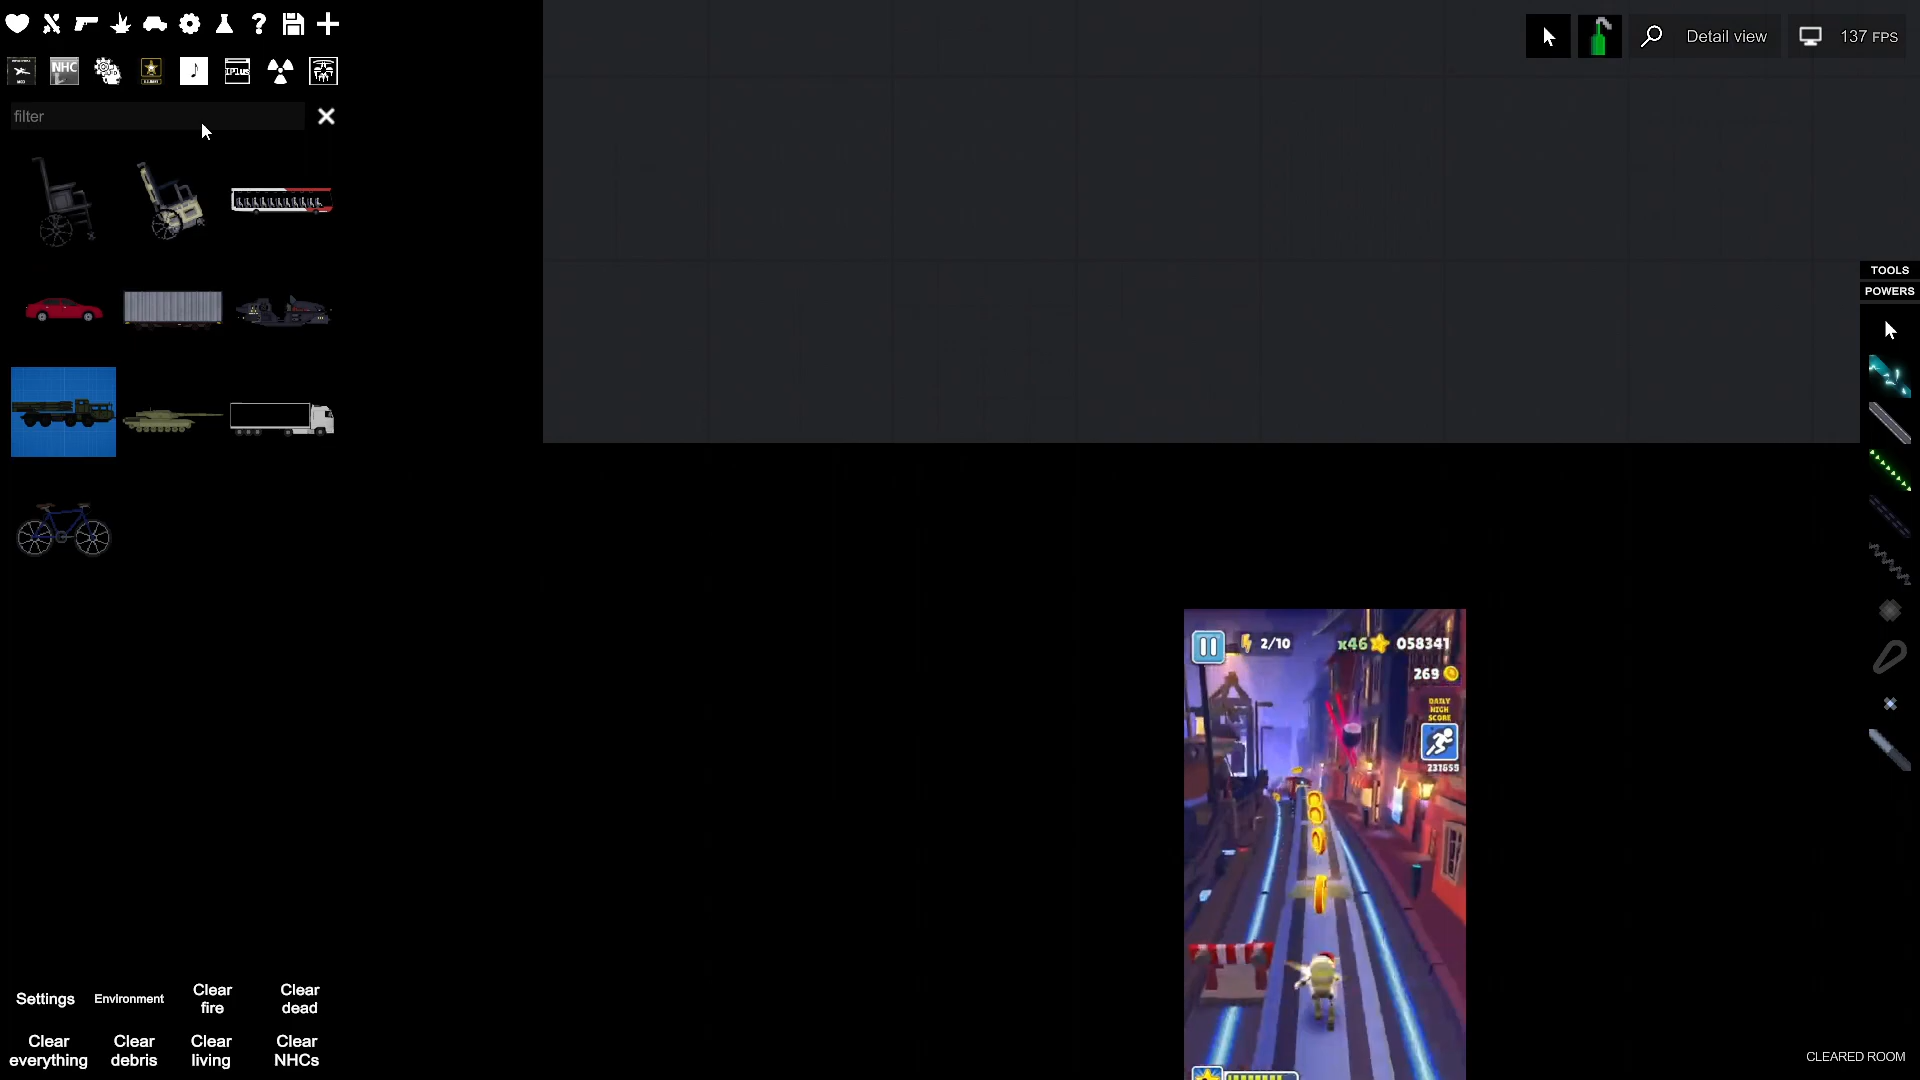 Detail view
137 FPS
NHC
filter
TOOLS
POWERS
2/10
x46
058341
269
DAILY
HIGH
SCORE
231655
Settings
Environment
Clear
fire
Clear
dead
Clear
everything
Clear
debris
Clear
living
Clear
NHCs
CLEARED ROOM